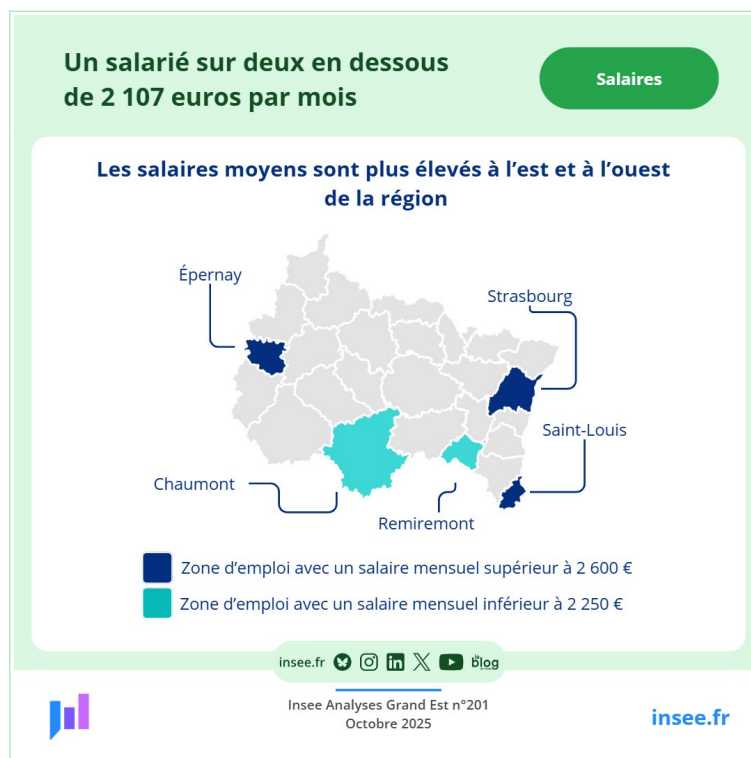 Un salarié sur deux en dessous
de 2 107 euros par mois
Salaires
Les salaires moyens sont plus élevés à l’est et à l’ouest
de la région
Épernay
Strasbourg
Saint-Louis
Chaumont
Remiremont
Zone d’emploi avec un salaire mensuel supérieur à 2 600 €
Zone d’emploi avec un salaire mensuel inférieur à 2 250 €
insee.fr
le blog
Insee Analyses Grand Est n°201
Octobre 2025
insee.fr